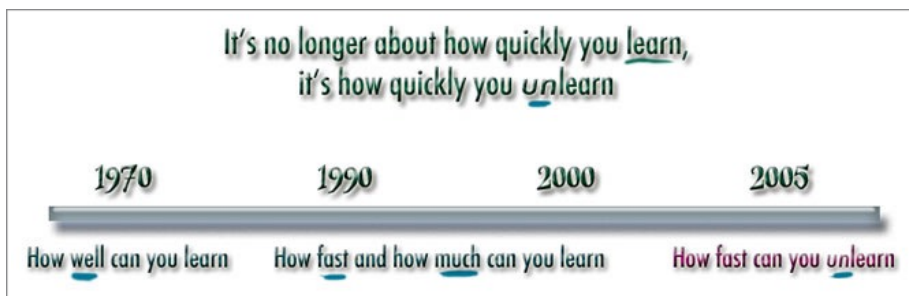 It's no longer about how quickly you learn,
it's how quickly you unlearn
1970 1990 2000 2005
How well can you learn How fast and how much can you learn How fast can you unlearn